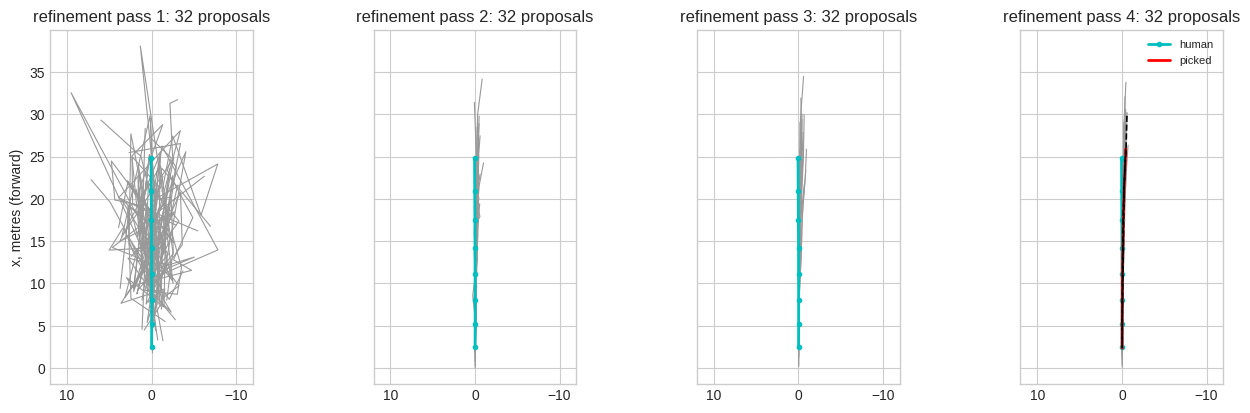 refinement pass 1: 32 proposals
refinement pass 2: 32 proposals
refinement pass 3: 32 proposals
refinement pass 4: 32 proposals
human
picked
x, metres (forward)
35
30
25
20
15
10
5
0
10 0 −10
10 0 −10
10 0 −10
10 0 −10